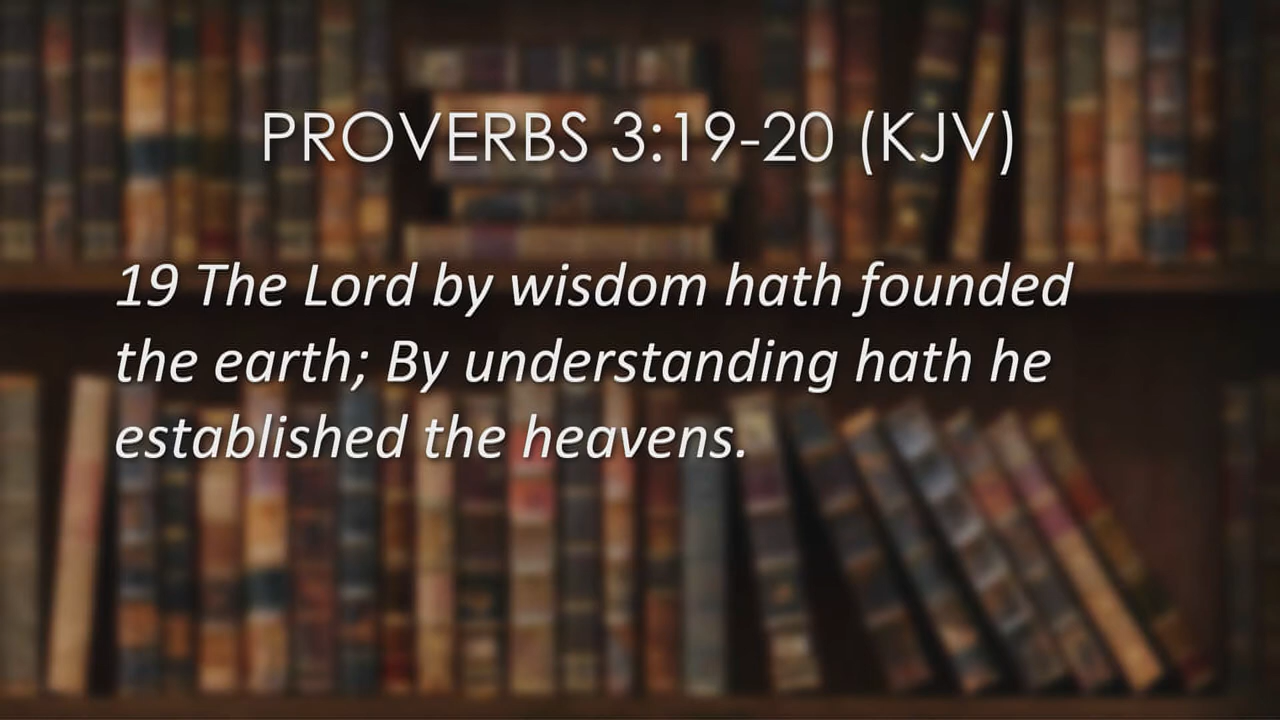 PROVERBS 3:19-20 (KJV)
19 The Lord by wisdom hath founded
the earth; By understanding hath he
established the heavens.